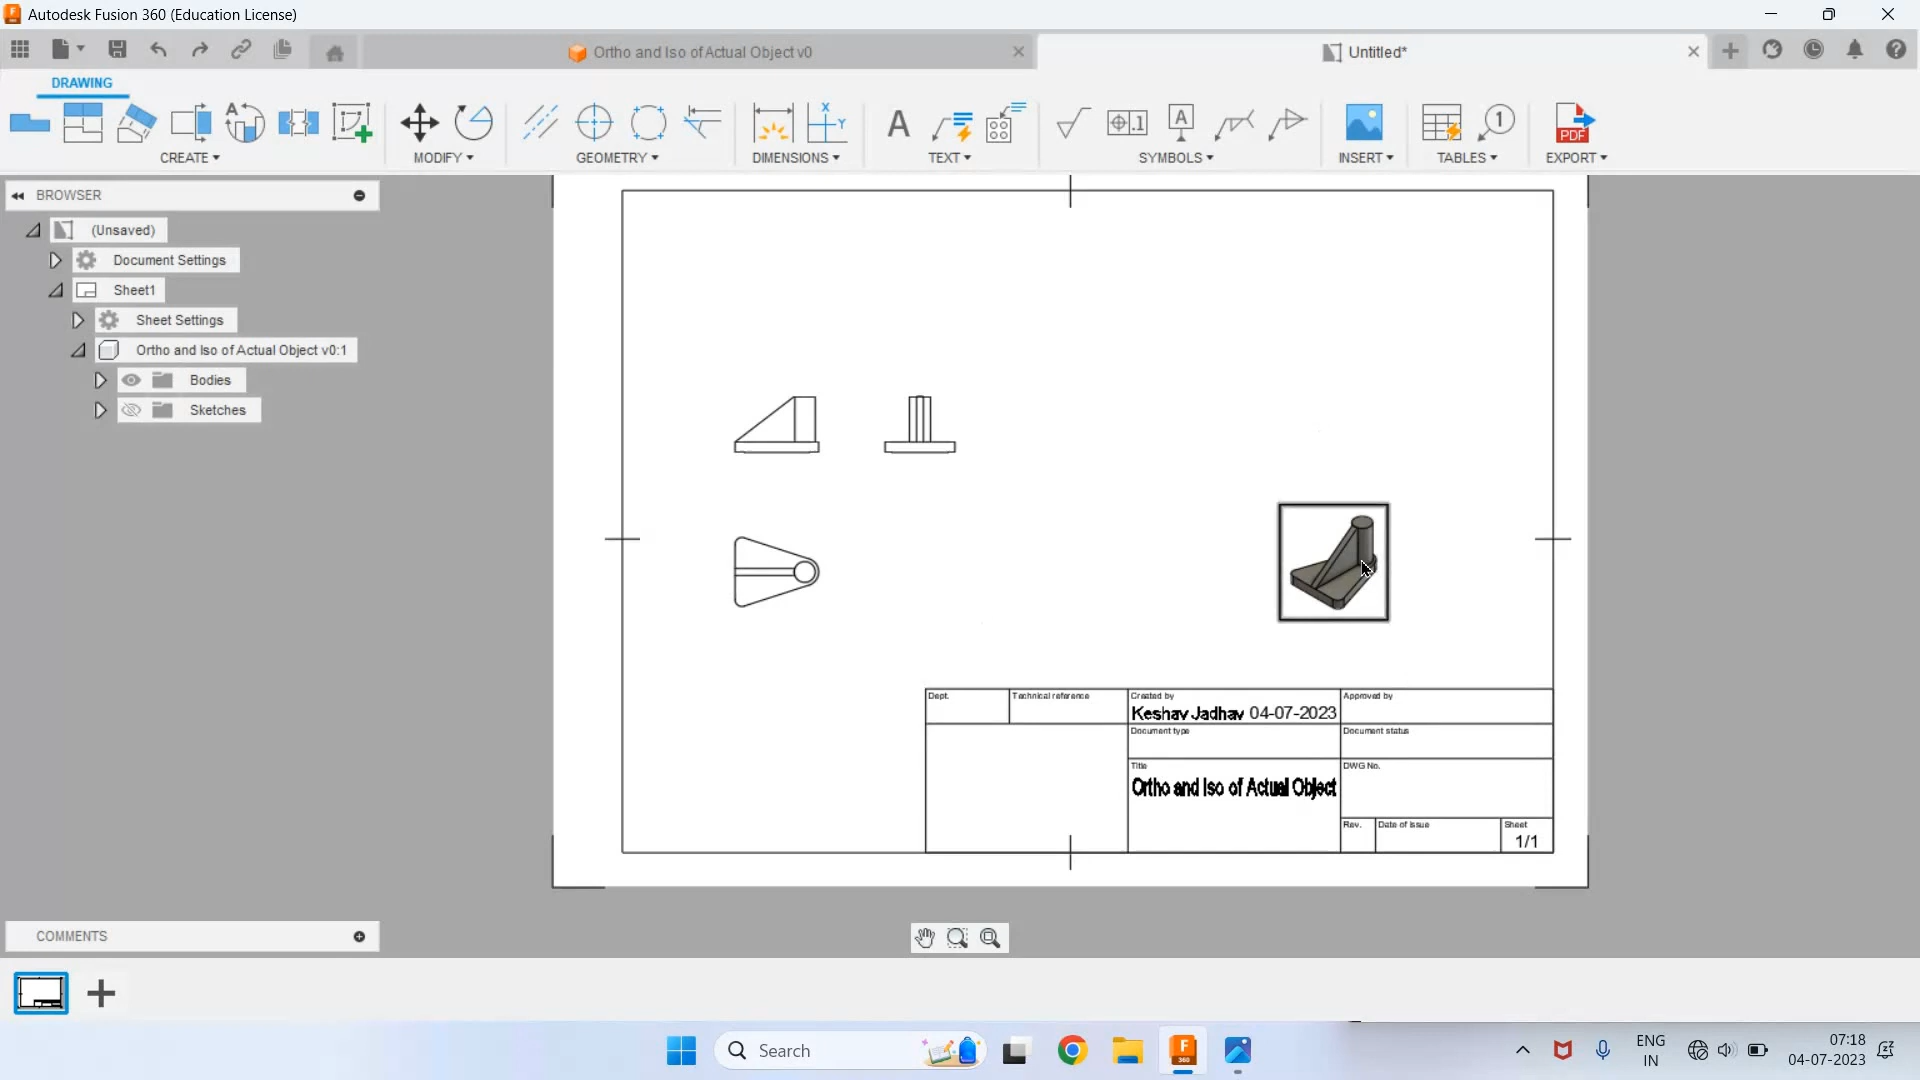 Autodesk Fusion 360 (Education License)
Ortho and Iso of Actual Object v0
Untitled*
DRAWING
CREATE
MODIFY
GEOMETRY
DIMENSIONS
TEXT
SYMBOLS
INSERT
TABLES
EXPORT
BROWSER
(Unsaved)
Document Settings
Sheet1
Sheet Settings
Ortho and Iso of Actual Object v0:1
Bodies
Sketches
Dept.
Technical reference
Created by
Approved by
Keshav Jadhav 04-07-2023
Document type
Document status
Title
DWG No.
Ortho and Iso of Actual Object
Rev.
Date of issue
Sheet
1/1
COMMENTS
Search
ENG
IN
07:18
04-07-2023